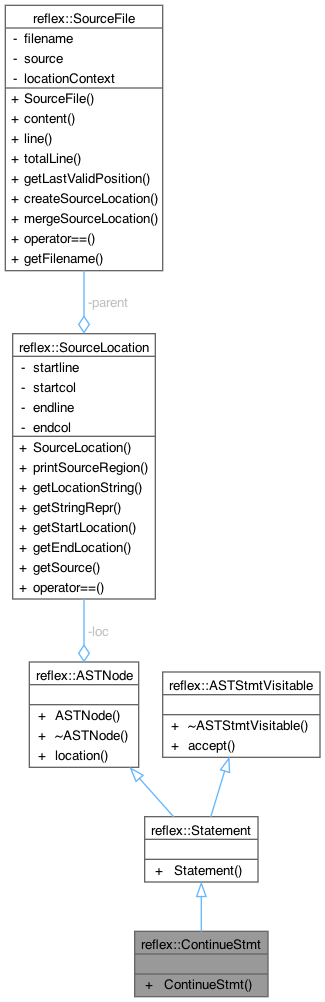 reflex::SourceFile
- filename
- source
- locationContext
+ SourceFile()
+ content()
+ line()
+ totalLine()
+ getLastValidPosition()
+ createSourceLocation()
+ mergeSourceLocation()
+ operator==()
+ getFilename()
-parent
reflex::SourceLocation
- startline
- startcol
- endline
- endcol
+ SourceLocation()
+ printSourceRegion()
+ getLocationString()
+ getStringRepr()
+ getStartLocation()
+ getEndLocation()
+ getSource()
+ operator==()
-loc
reflex::ASTNode
+ ASTNode()
+ ~ASTNode()
+ location()
reflex::ASTStmtVisitable
+ ~ASTStmtVisitable()
+ accept()
reflex::Statement
+ Statement()
reflex::ContinueStmt
+ ContinueStmt()